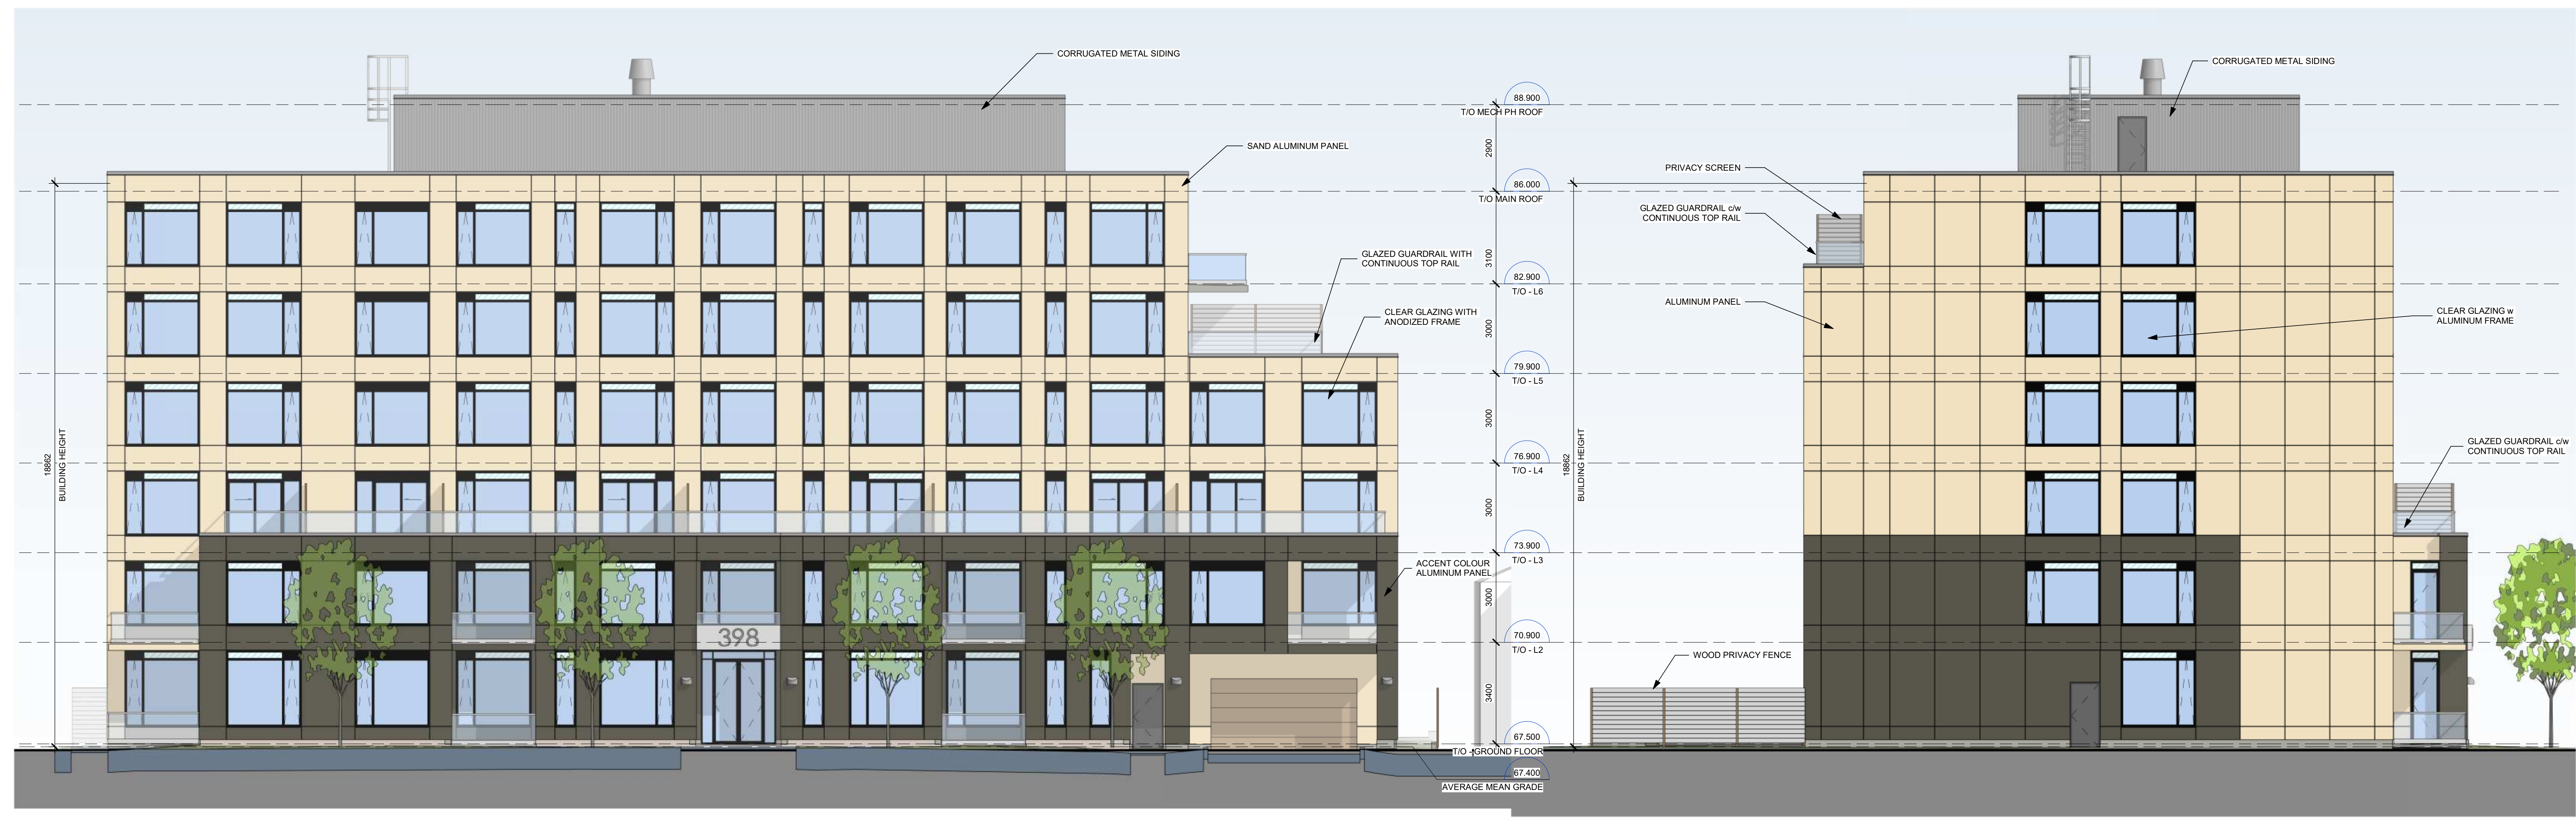 CORRUGATED METAL SIDING
SAND ALUMINUM PANEL
GLAZED GUARDRAIL WITH
CONTINUOUS TOP RAIL
CLEAR GLAZING WITH
ANODIZED FRAME
ACCENT COLOUR
ALUMINUM PANEL
398
18862
BUILDING HEIGHT
88.900
T/O MECH PH ROOF
2900
86.000
T/O MAIN ROOF
3100
82.900
T/O - L6
3000
79.900
T/O - L5
3000
76.900
T/O - L4
3000
73.900
T/O - L3
3000
70.900
T/O - L2
3400
67.500
T/O - GROUND FLOOR
67.400
AVERAGE MEAN GRADE
18862
BUILDING HEIGHT
CORRUGATED METAL SIDING
PRIVACY SCREEN
GLAZED GUARDRAIL c/w
CONTINUOUS TOP RAIL
ALUMINUM PANEL
CLEAR GLAZING w
ALUMINUM FRAME
GLAZED GUARDRAIL c/w
CONTINUOUS TOP RAIL
WOOD PRIVACY FENCE